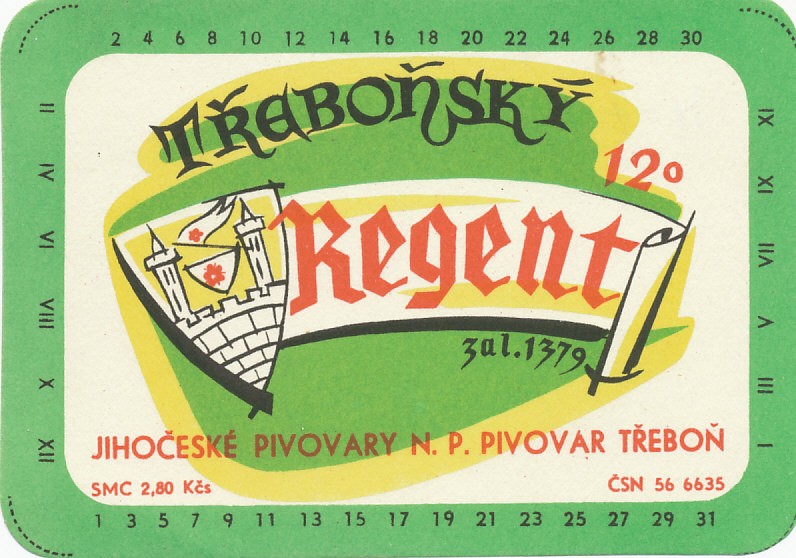 2 4 6 8 10 12 14 16 18 20 22 24 26 28 30
II
IV
VI
VIII
X
XII
TŘEBOŇSKÝ
12°
Regent
zal.1379
JIHOČESKÉ PIVOVARY N. P. PIVOVAR TŘEBOŇ
SMC 2,80 Kčs
ČSN 56 6635
IX
XI
VII
V
III
I
1 3 5 7 9 11 13 15 17 19 21 23 25 27 29 31